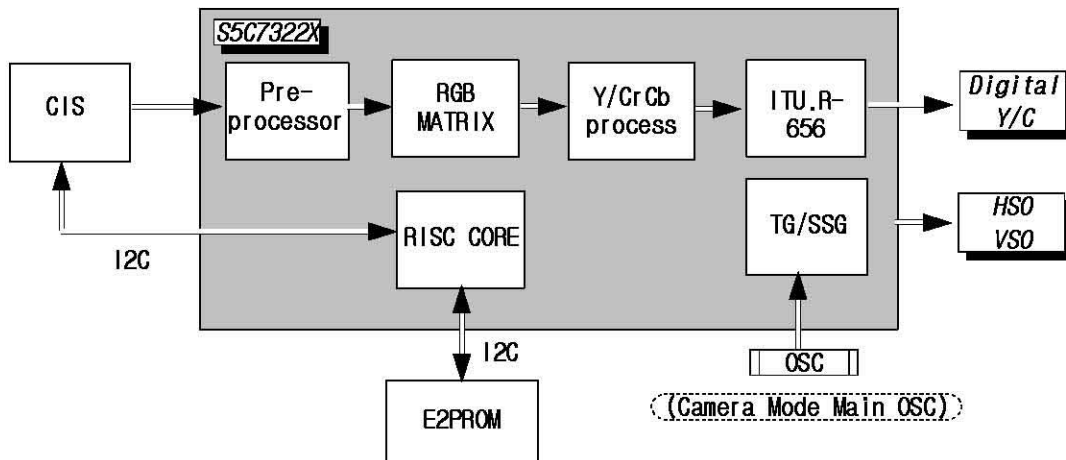 S5C7322X
CIS
Pre-
processor
RGB
MATRIX
Y/CrCb
process
ITU.R-
656
Digital
Y/C
RISC CORE
TG/SSG
HSO
VSO
I2C
I2C
OSC
(Camera Mode Main OSC)
E2PROM